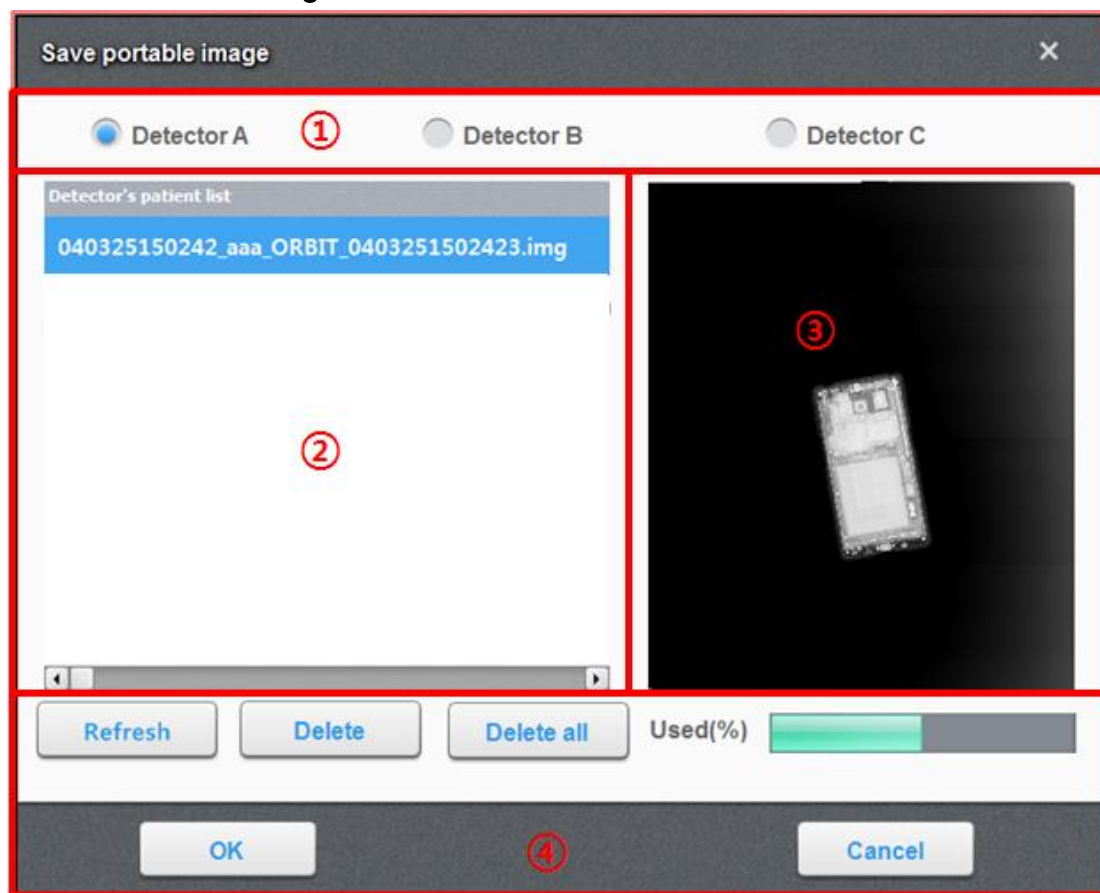 Save portable image ×
① Detector A Detector B Detector C
Detector's patient list
040325150242_aaa_ORBIT_0403251502423.img
③
②
Refresh Delete Delete all Used(%)
OK ④ Cancel